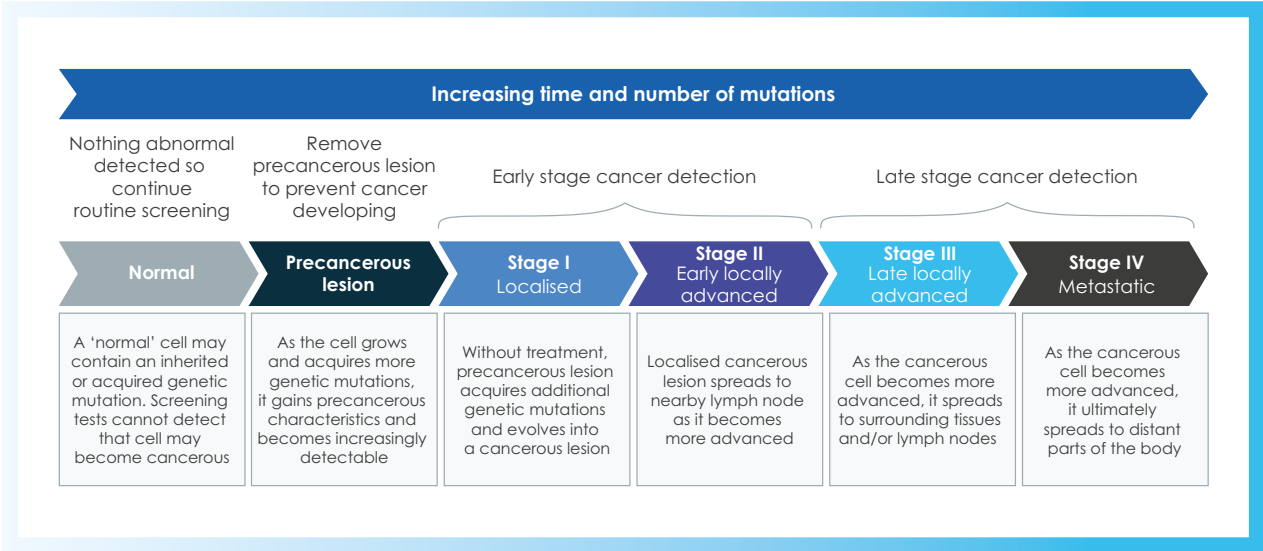 Increasing time and number of mutations
Nothing abnormal
detected so
continue
routine screening
Remove
precancerous lesion
to prevent cancer
developing
Early stage cancer detection
Late stage cancer detection
Normal
Precancerous
lesion
Stage I
Localised
Stage II
Early locally
advanced
Stage III
Late locally
advanced
Stage IV
Metastatic
A ‘normal’ cell may
contain an inherited
or acquired genetic
mutation. Screening
tests cannot detect
that cell may
become cancerous
As the cell grows
and acquires more
genetic mutations,
it gains precancerous
characteristics and
becomes increasingly
detectable
Without treatment,
precancerous lesion
acquires additional
genetic mutations
and evolves into
a cancerous lesion
Localised cancerous
lesion spreads to
nearby lymph node
as it becomes
more advanced
As the cancerous
cell becomes more
advanced, it spreads
to surrounding tissues
and/or lymph nodes
As the cancerous
cell becomes
more advanced,
it ultimately
spreads to distant
parts of the body